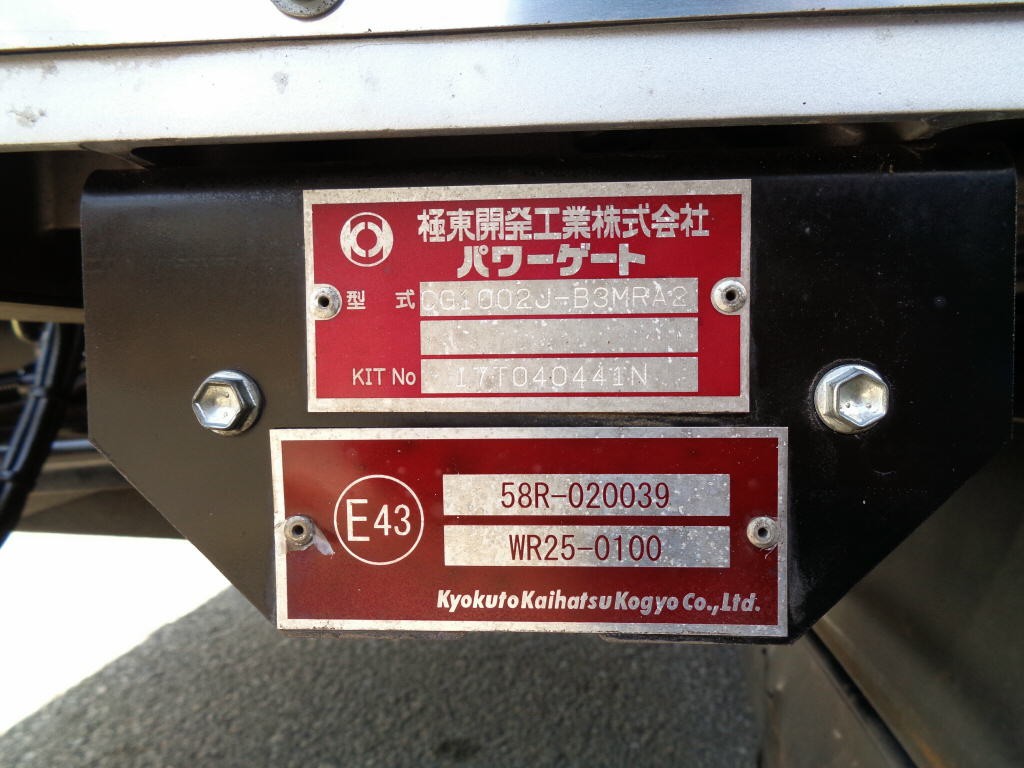 極東開発工業株式会社
パワーゲート
型式 CG1002J-B3MRA2
KIT No 17T040441N
E43
58R-020039
WR25-0100
Kyokuto Kaihatsu Kogyo Co., Ltd.